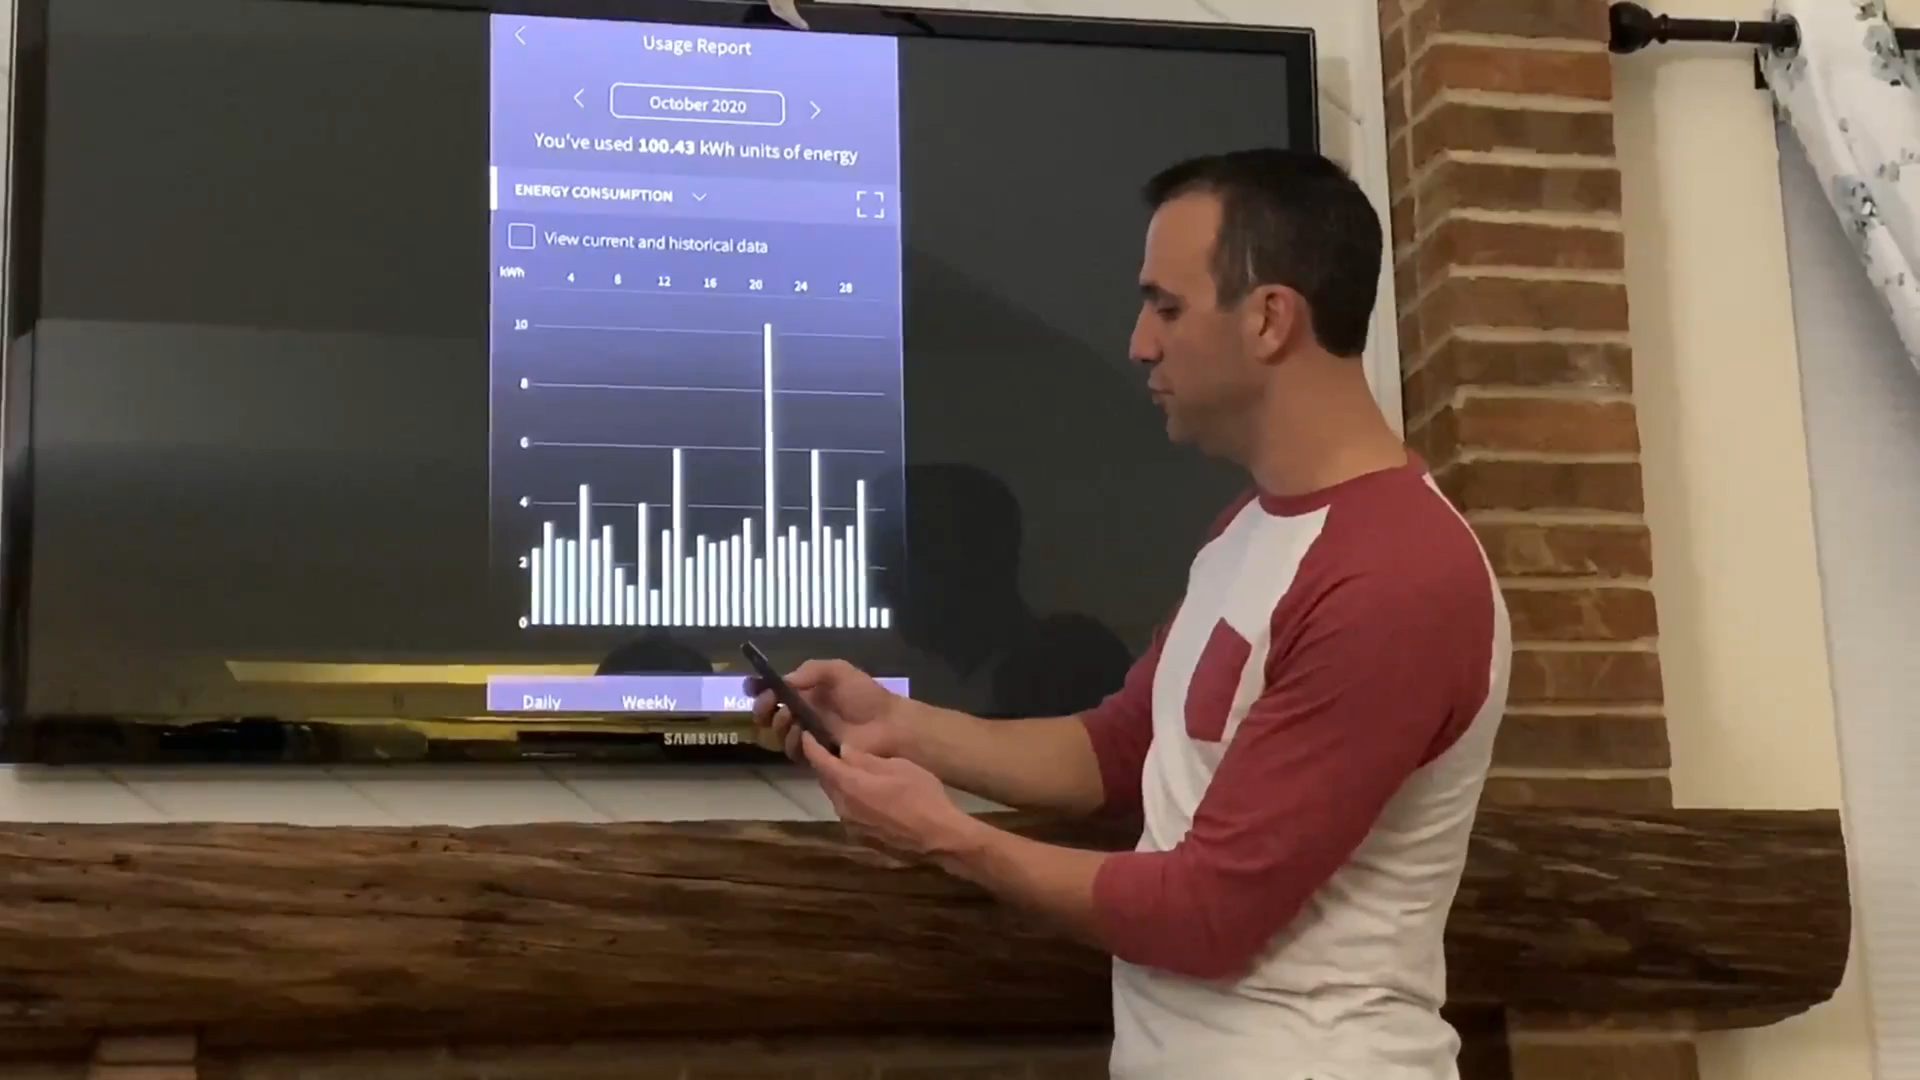 Usage Report
October 2020
You've used 100.43 kWh units of energy
ENERGY CONSUMPTION
View current and historical data
kWh 4 8 12 16 20 24 28
10
8
6
4
2
0
Daily Weekly
SAMSUNG